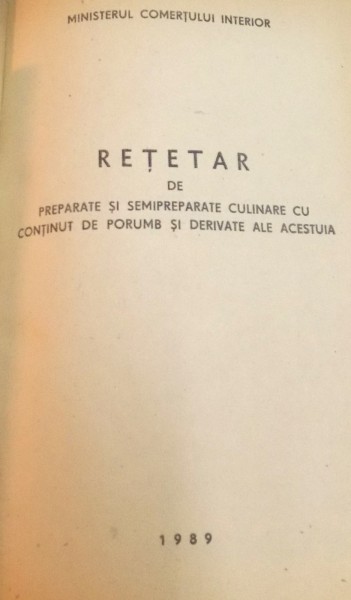 MINISTERUL COMERȚULUI INTERIOR
REȚETAR
DE
PREPARATE ȘI SEMIPREPARATE CULINARE CU
CONȚINUT DE PORUMB ȘI DERIVATE ALE ACESTUIA
1989